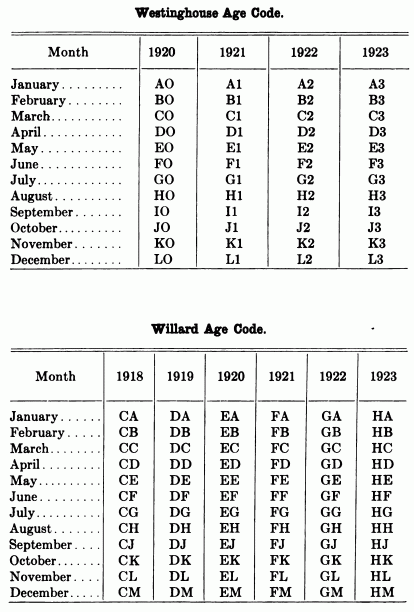 Westinghouse Age Code.
Month 1920 1921 1922 1923
January......... AO A1 A2 A3
February........ BO B1 B2 B3
March........... CO C1 C2 C3
April........... DO D1 D2 D3
May............. EO E1 E2 E3
June............ FO F1 F2 F3
July............ GO G1 G2 G3
August.......... HO H1 H2 H3
September....... IO I1 I2 I3
October......... JO J1 J2 J3
November........ KO K1 K2 K3
December........ LO L1 L2 L3
Willard Age Code.
Month 1918 1919 1920 1921 1922 1923
January...... CA DA EA FA GA HA
February..... CB DB EB FB GB HB
March........ CC DC EC FC GC HC
April........ CD DD ED FD GD HD
May.......... CE DE EE FE GE HE
June......... CF DF EF FF GF HF
July......... CG DG EG FG GG HG
August....... CH DH EH FH GH HH
September.... CJ DJ EJ FJ GJ HJ
October...... CK DK EK FK GK HK
November..... CL DL EL FL GL HL
December..... CM DM EM FM GM HM